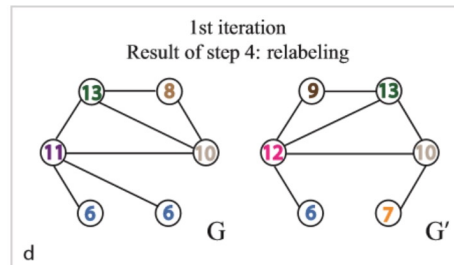 1st iteration
Result of step 4: relabeling
13 8 9 13
11 10 12 10
6 6 G 6 7 G′
d